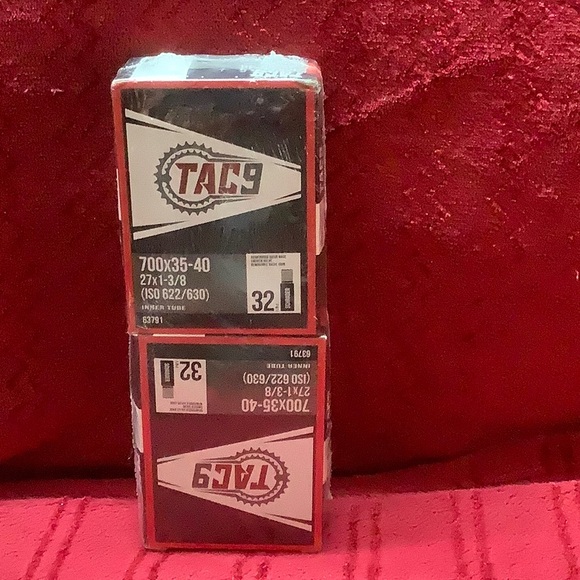 TAC9
700x35-40
27x1-3/8
(ISO 622/630)
INNER TUBE
63791
32
63791
INNER TUBE
(ISO 622/630)
27x1-3/8
700x35-40
32
TAC9